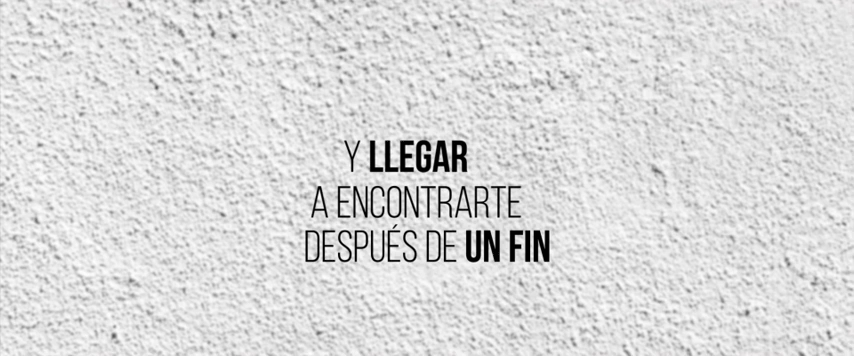 Y LLEGAR
A ENCONTRARTE
DESPUÉS DE UN FIN